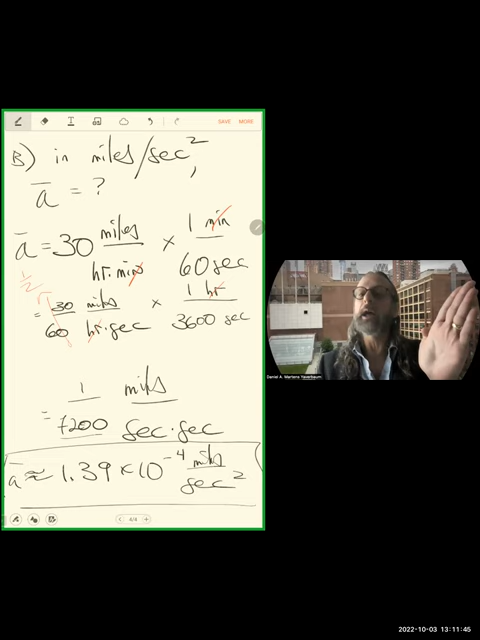 SAVE MORE
B) in miles/sec²,
a̅ = ?
a̅ = 30 miles/hr·min × 1 min/60 sec
1/2
= 30/60 miles/hr·sec × 1 hr/3600 sec
= 1/7200 miles/sec·sec
a̅ ≈ 1.39 × 10⁻⁴ miles/sec²
4/4
Daniel A. Martens Yaverbaum
2022-10-03 13:11:45